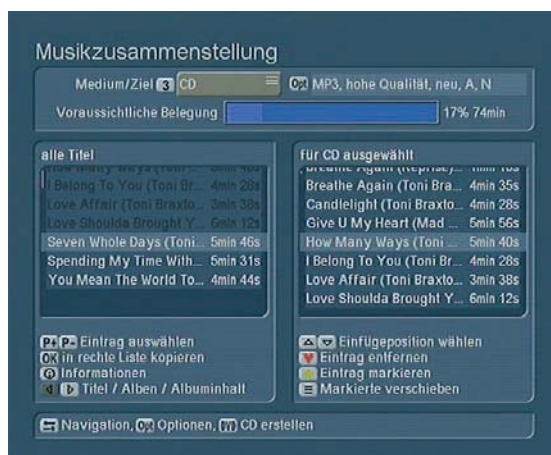 Musikzusammenstellung
Medium/Ziel 3 CD
Opt MP3, hohe Qualität, neu, A, N
Voraussichtliche Belegung 17% 74min
alle Titel
I Belong To You (Toni Br... 4min 28s
Love Affair (Toni Braxto... 3min 38s
Love Shoulda Brought Y... 6min 12s
Seven Whole Days (Toni... 5min 46s
Spending My Time With... 5min 31s
You Mean The World To... 4min 44s
für CD ausgewählt
Breathe Again (Reprise)...
Breathe Again (Toni Bra... 4min 35s
Candlelight (Toni Braxto... 4min 28s
Give U My Heart (Mad ... 5min 56s
How Many Ways (Toni ... 5min 40s
I Belong To You (Toni Br... 4min 28s
Love Affair (Toni Braxto... 3min 38s
Love Shoulda Brought Y... 6min 12s
P+ P- Eintrag auswählen
OK in rechte Liste kopieren
Informationen
Titel / Alben / Albuminhalt
Einfügeposition wählen
Eintrag entfernen
Eintrag markieren
Markierte verschieben
Navigation, Opt Optionen, DVD CD erstellen